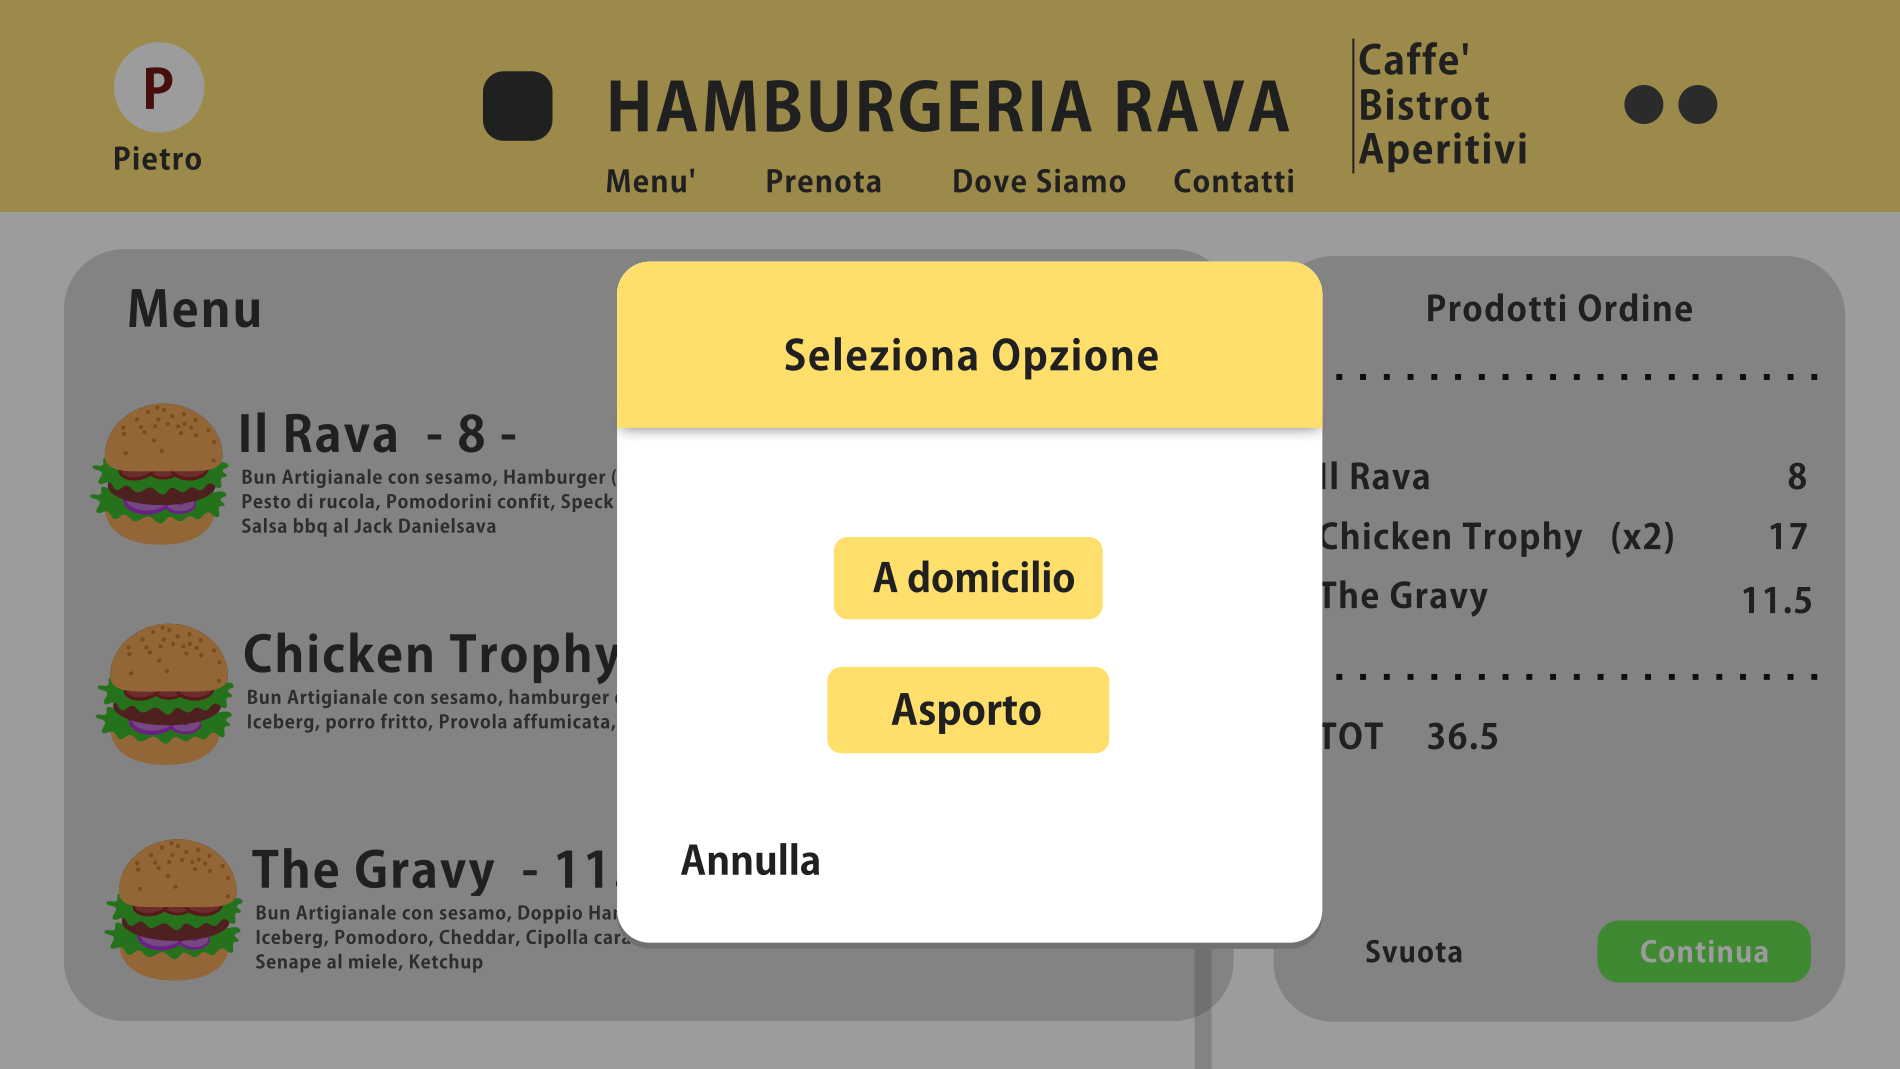 P
Pietro
HAMBURGERIA RAVA
Caffe'
Bistrot
Aperitivi
Menu' Prenota Dove Siamo Contatti
Menu
Il Rava - 8 -
Bun Artigianale con sesamo, Hamburger (
Pesto di rucola, Pomodorini confit, Speck
Salsa bbq al Jack Danielsava
Chicken Trophy
Bun Artigianale con sesamo, hamburger
Iceberg, porro fritto, Provola affumicata,
The Gravy - 11.
Bun Artigianale con sesamo, Doppio
Iceberg, Pomodoro, Cheddar, Cipolla
Senape al miele, Ketchup
Seleziona Opzione
A domicilio
Asporto
Annulla
Prodotti Ordine
Il Rava 8
Chicken Trophy (x2) 17
The Gravy 11.5
TOT 36.5
Svuota Continua